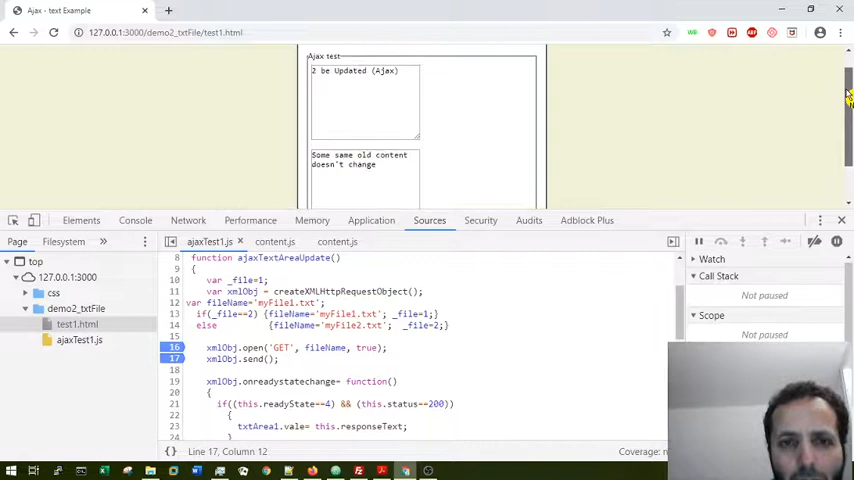 Ajax - text Example
127.0.0.1:3000/demo2_txtFile/test1.html
Ajax test
2 be Updated (Ajax)
Some same old content
doesn't change
Elements Console Network Performance Memory Application Sources Security Audits Adblock Plus
Page Filesystem ajaxTest1.js content.js content.js
top
127.0.0.1:3000
css
demo2_txtFile
test1.html
ajaxTest1.js
8 function ajaxTextAreaUpdate()
9 {
10 var _file=1;
11 var xmlObj = createXMLHttpRequestObject();
12 var fileName='myFile1.txt';
13 if(_file==2) {fileName='myFile1.txt'; _file=1;}
14 else {fileName='myFile2.txt'; _file=2;}
15
16 xmlObj.open('GET', fileName, true);
17 xmlObj.send();
18
19 xmlObj.onreadystatechange= function()
20 {
21 if((this.readyState==4) && (this.status==200))
22 {
23 txtArea1.vale= this.responseText;
24 }
Watch
Call Stack
Not paused
Scope
Not paused
{} Line 17, Column 12 Coverage: n